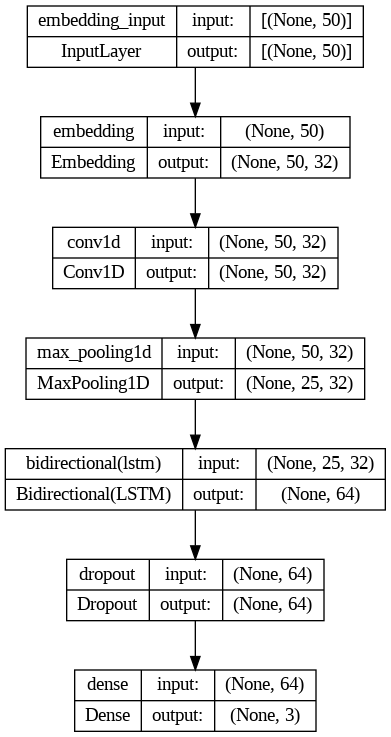 embedding_input input: [(None, 50)]
InputLayer output: [(None, 50)]
embedding input: (None, 50)
Embedding output: (None, 50, 32)
conv1d input: (None, 50, 32)
Conv1D output: (None, 50, 32)
max_pooling1d input: (None, 50, 32)
MaxPooling1D output: (None, 25, 32)
bidirectional(lstm) input: (None, 25, 32)
Bidirectional(LSTM) output: (None, 64)
dropout input: (None, 64)
Dropout output: (None, 64)
dense input: (None, 64)
Dense output: (None, 3)